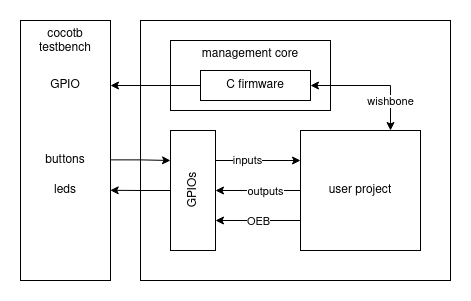 cocotb
testbench
management core
GPIO
C firmware
wishbone
buttons
leds
GPIOs
inputs
outputs
OEB
user project